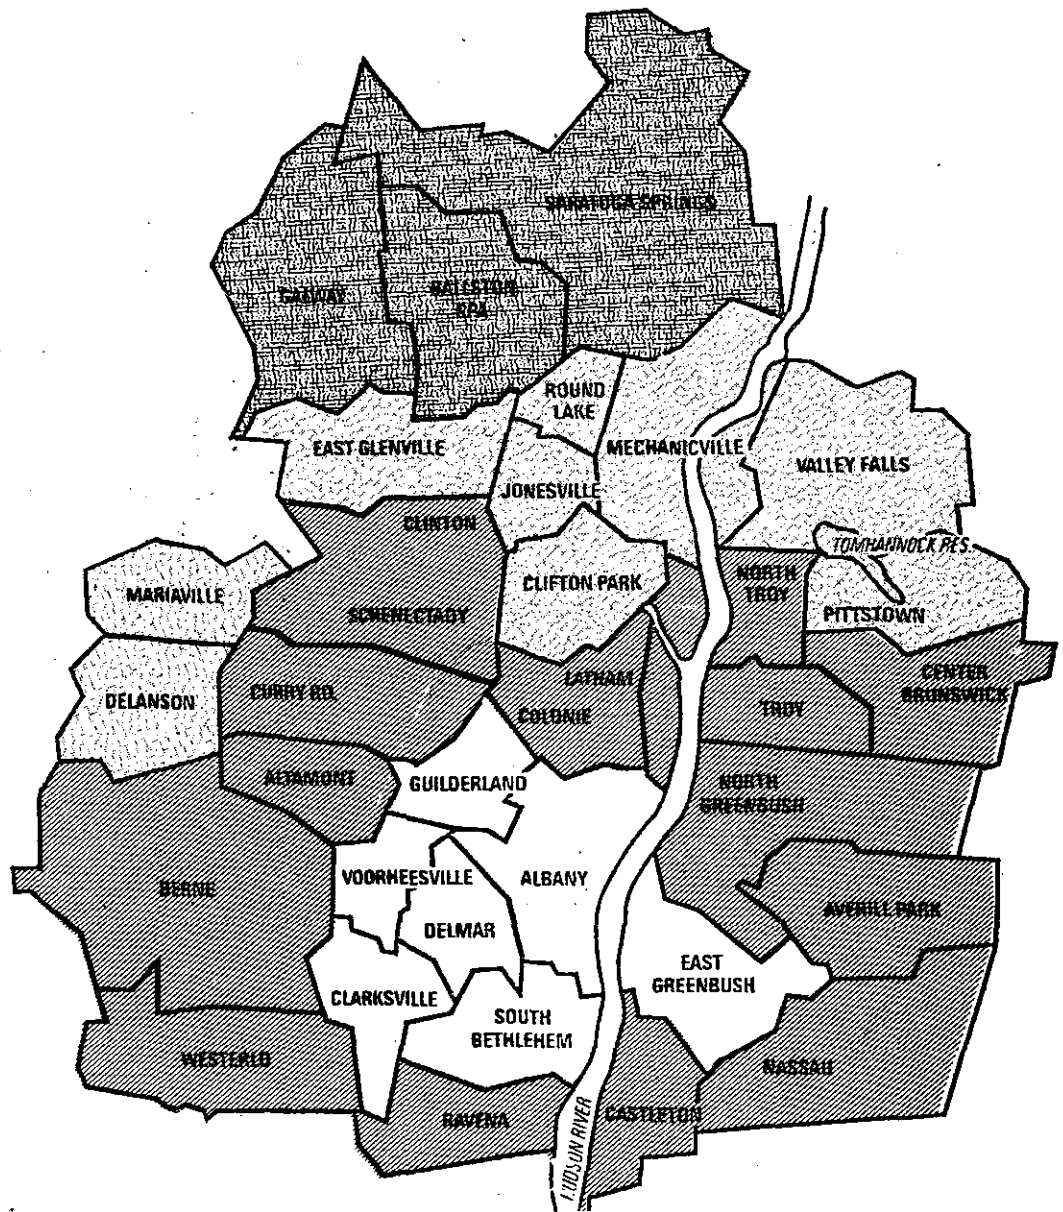 SARATOGA SPRINGS
GALWAY
BALLSTON
SPA
ROUND
LAKE
EAST GLENVILLE
MECHANICVILLE
VALLEY FALLS
JONESVILLE
CLINTON
TOMHANNOCK RES.
MARIAVILLE
CLIFTON PARK
NORTH
TROY
PITTSTOWN
SCHENECTADY
DELANSON
CURRY RD.
LATHAM
COLONIE
TROY
CENTER
BRUNSWICK
ALTAMONT
GUILDERLAND
NORTH
GREENBUSH
BERNE
VOORHEESVILLE
ALBANY
AVERILL PARK
DELMAR
EAST
GREENBUSH
CLARKSVILLE
SOUTH
BETHLEHEM
WESTERLO
NASSAU
RAVENA
CASTLETON
HUDSON RIVER